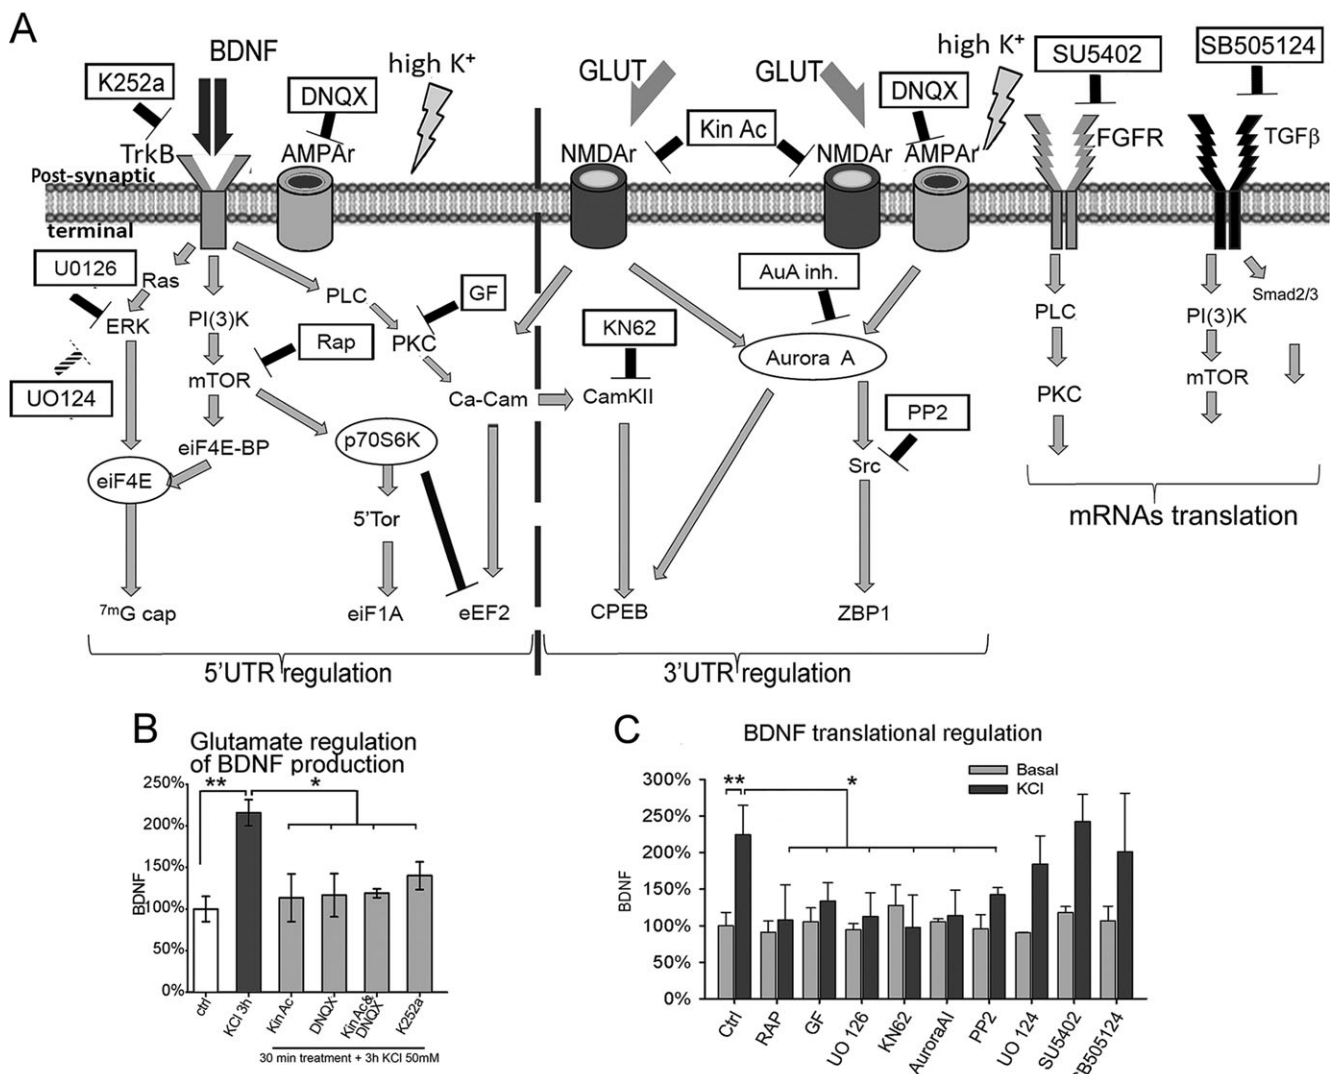 A
BDNF
high K+
GLUT
GLUT
high K+
K252a
DNQX
DNQX
SU5402
SB505124
Kin Ac
TrkB
AMPAr
NMDAr
NMDAr
AMPAr
FGFR
TGFβ
Post-synaptic
terminal
U0126
Ras
PLC
GF
AuA inh.
PLC
Smad2/3
ERK
PI(3)K
Rap
PKC
KN62
Aurora A
PI(3)K
UO124
mTOR
Ca-Cam
CamKII
PP2
PKC
mTOR
eiF4E-BP
p70S6K
Src
eiF4E
5'Tor
mRNAs translation
7mG cap
eiF1A
eEF2
CPEB
ZBP1
5'UTR regulation
3'UTR regulation
B
Glutamate regulation
of BDNF production
250%
200%
150%
100%
50%
0%
BDNF
**
*
ctrl
KCl 3h
Kin Ac
DNQX
Kin Ac&
DNQX
K252a
30 min treatment + 3h KCl 50mM
C
BDNF translational regulation
Basal
KCl
300%
250%
200%
150%
100%
50%
0%
BDNF
**
*
Ctrl
RAP
GF
UO 126
KN62
AuroraAI
PP2
UO 124
SU5402
SB505124